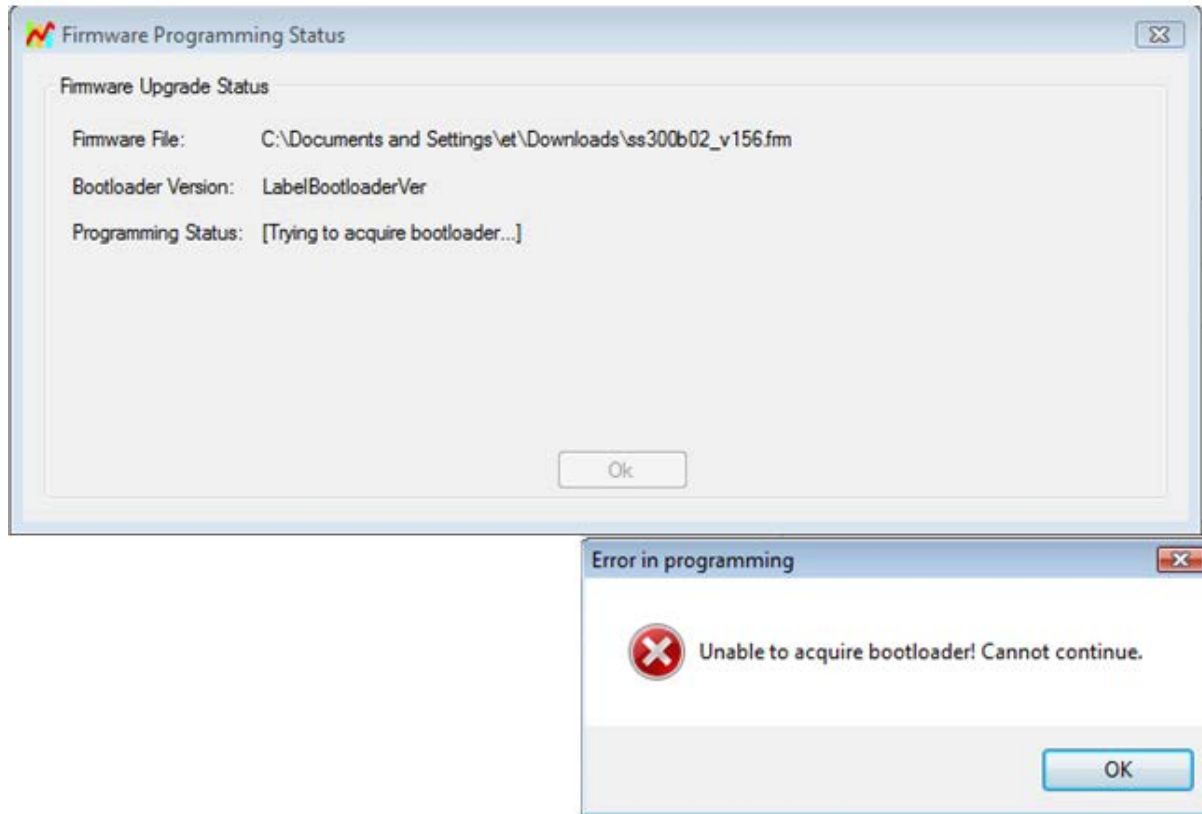 Firmware Programming Status
Firmware Upgrade Status
Firmware File: C:\Documents and Settings\et\Downloads\ss300b02_v156.frm
Bootloader Version: LabelBootloaderVer
Programming Status: [Trying to acquire bootloader...]
Ok
Error in programming
Unable to acquire bootloader! Cannot continue.
OK